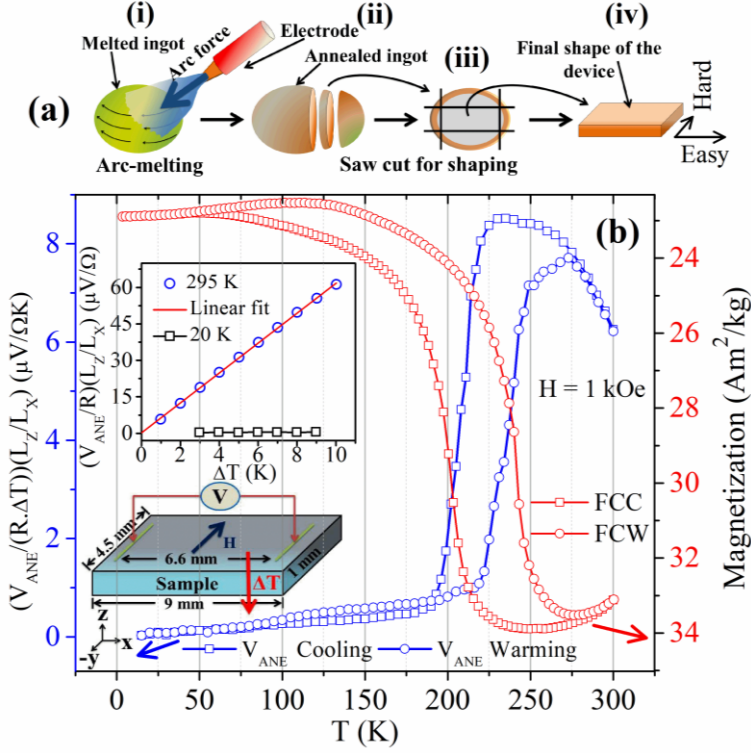 (i)
(ii)
(iii)
(iv)
Melted ingot
Arc force
Electrode
Annealed ingot
Final shape of the
device
(a)
Hard
Easy
Arc-melting
Saw cut for shaping
(b)
(V_ANE/(R.ΔT))(L_Z/L_X) (μV/ΩK)
8
6
4
2
0
(V_ANE/R)(L_Z/L_X) (μV/Ω)
60
45
30
15
0
295 K
Linear fit
20 K
0 2 4 6 8 10
ΔT (K)
H = 1 kOe
FCC
FCW
V
H
4.5 mm
6.6 mm
1 mm
Sample
ΔT
9 mm
z
x
-y
V_ANE Cooling
V_ANE Warming
0 50 100 150 200 250 300
T (K)
24
26
28
30
31
33
34
Magnetization (Am²/kg)